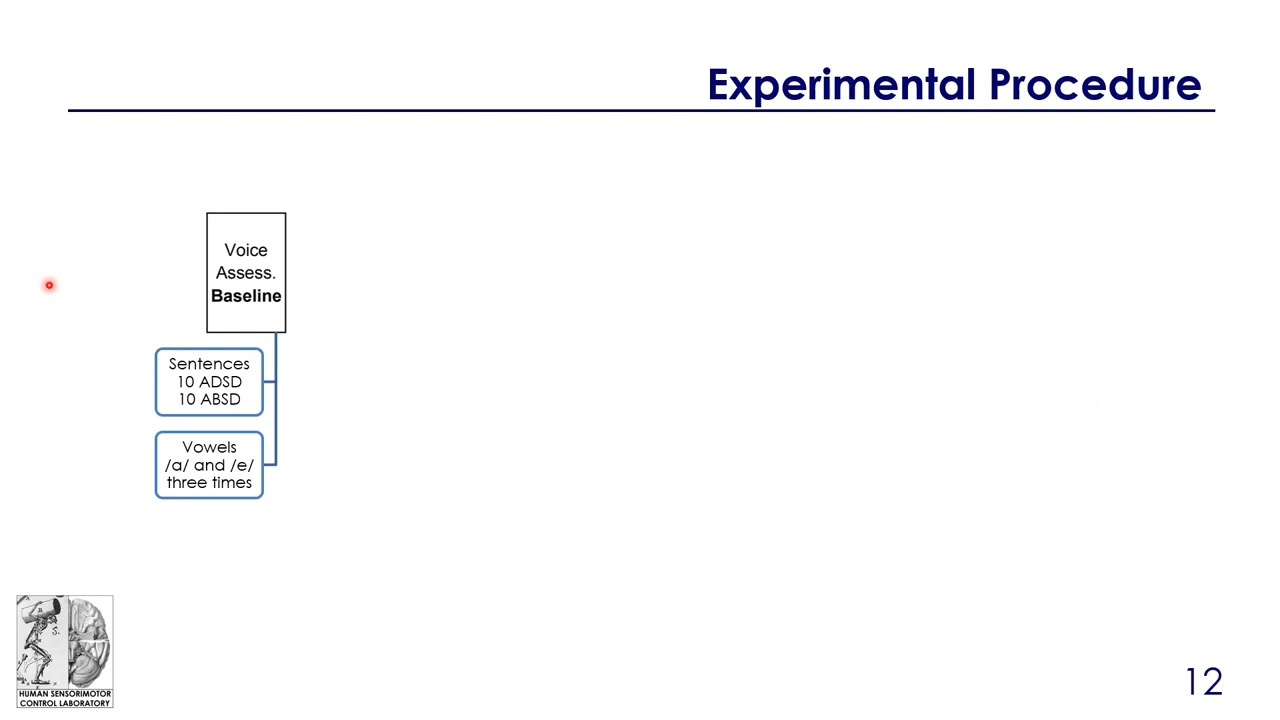 Experimental Procedure
Voice
Assess.
Baseline
Sentences
10 ADSD
10 ABSD
Vowels
/a/ and /e/
three times
S.
HUMAN SENSORIMOTOR
CONTROL LABORATORY
12